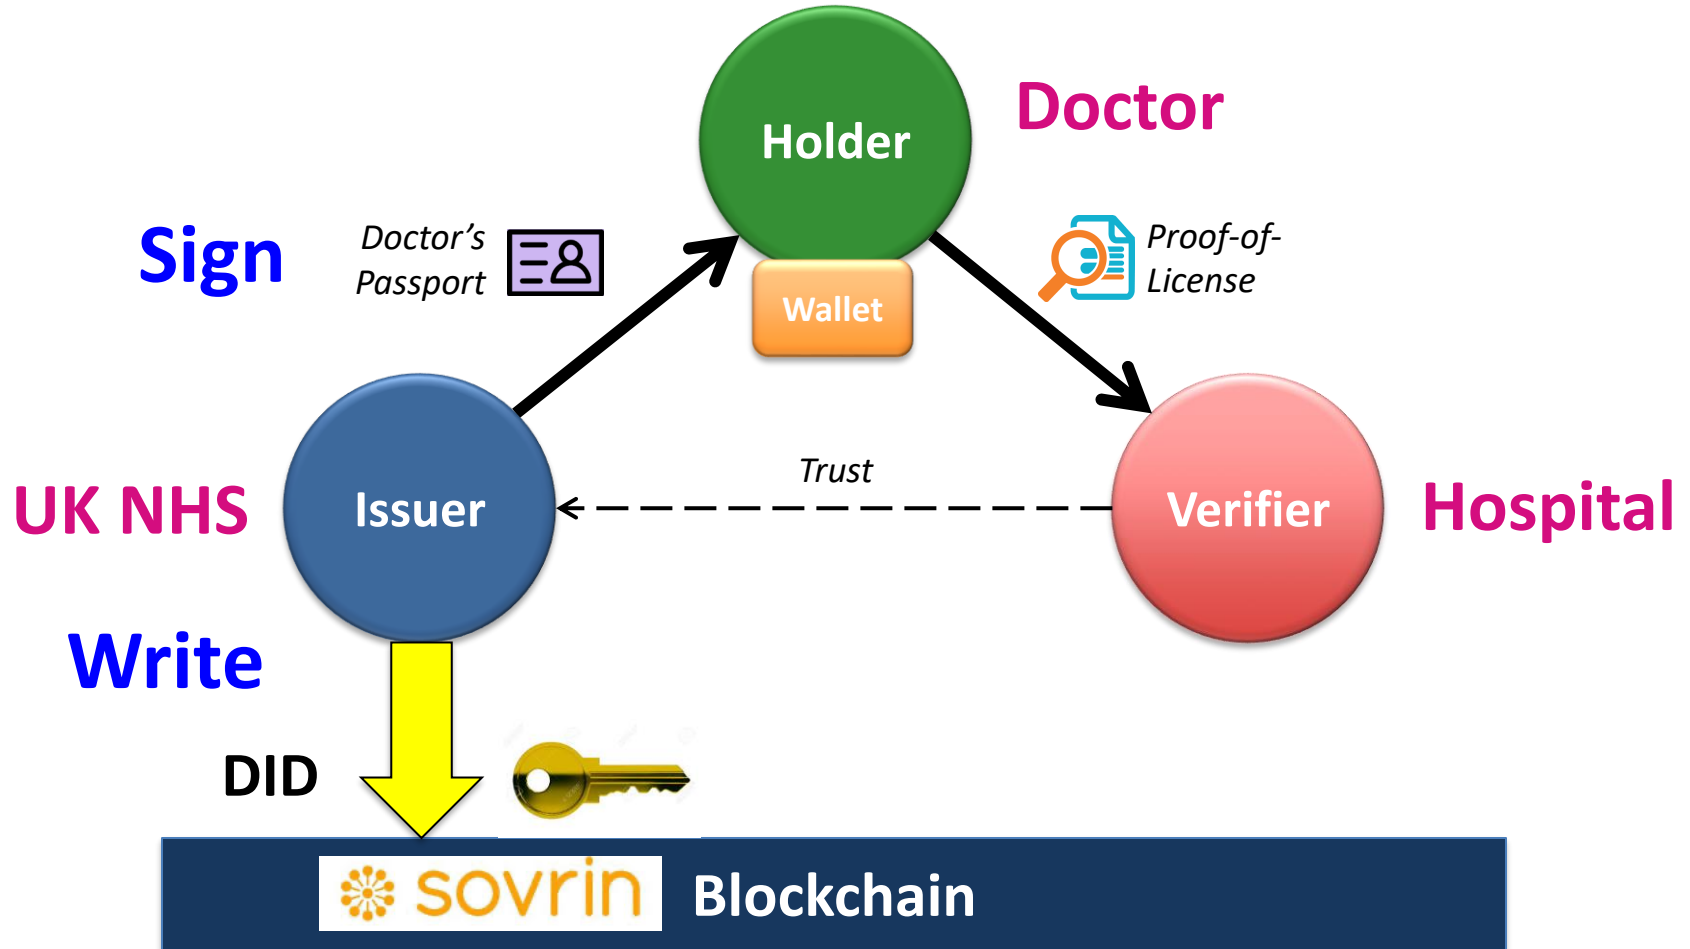 Holder
Doctor
Sign
Doctor's
Passport
Proof-of-
License
Wallet
Trust
UK NHS
Issuer
Verifier
Hospital
Write
DID
sovrin
Blockchain